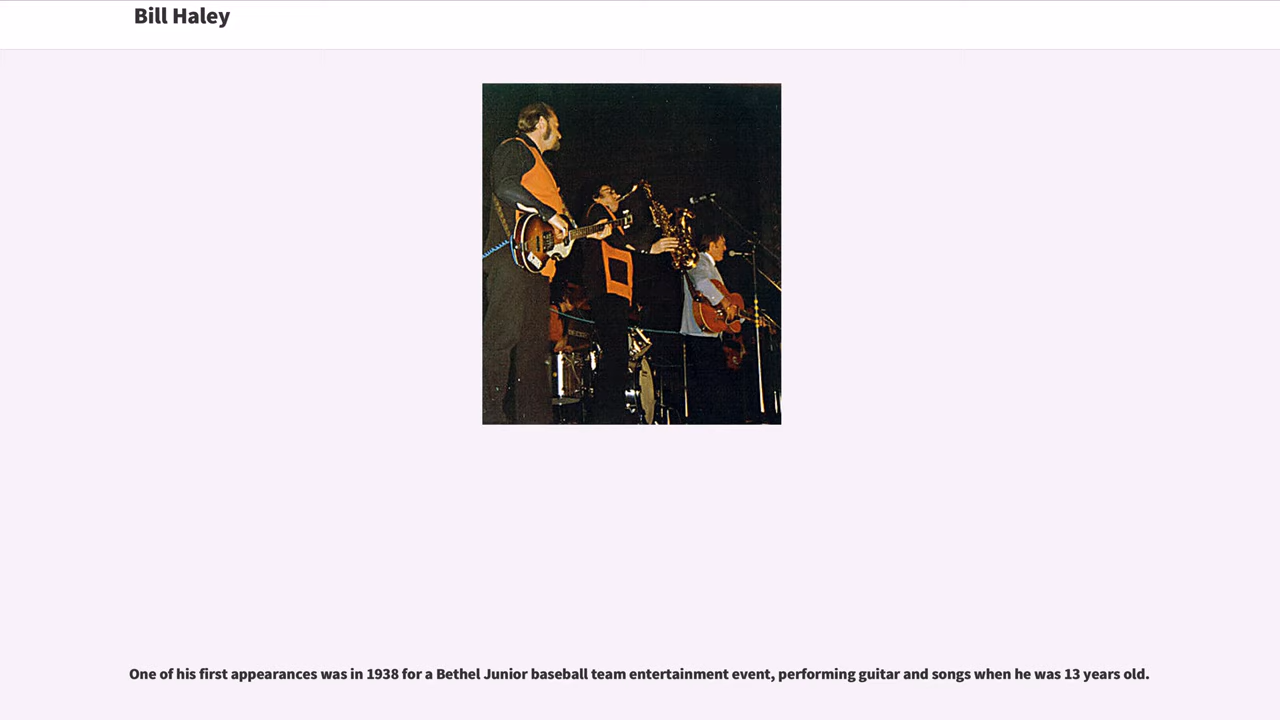 Bill Haley
One of his first appearances was in 1938 for a Bethel Junior baseball team entertainment event, performing guitar and songs when he was 13 years old.